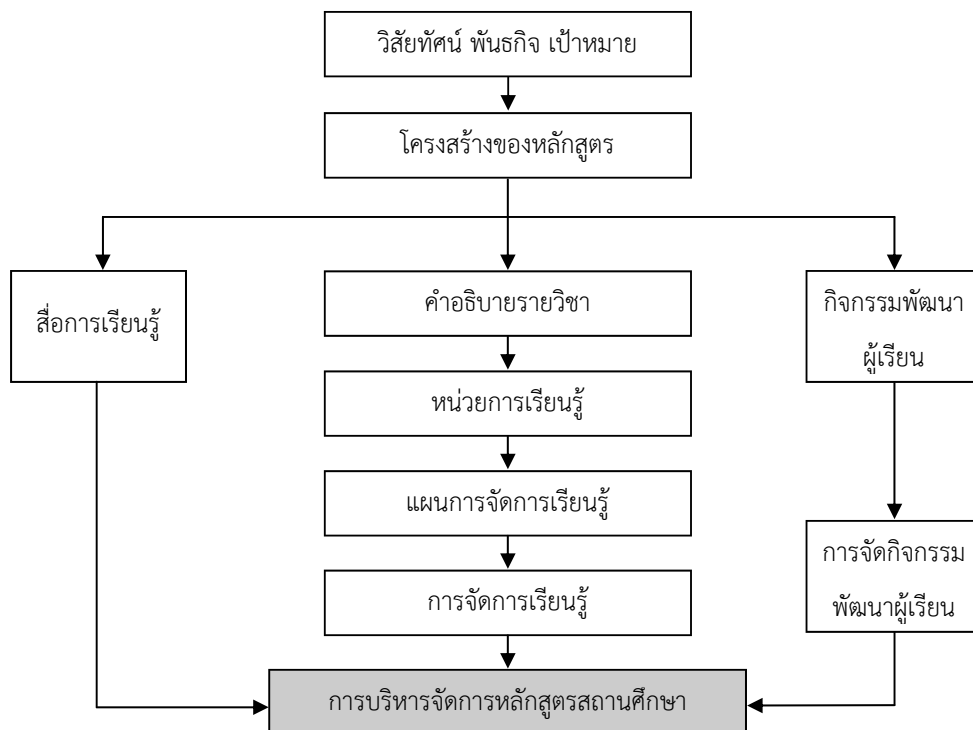 วิสัยทัศน์ พันธกิจ เป้าหมาย
โครงสร้างของหลักสูตร
สื่อการเรียนรู้
คำอธิบายรายวิชา
กิจกรรมพัฒนา
ผู้เรียน
หน่วยการเรียนรู้
แผนการจัดการเรียนรู้
การจัดการเรียนรู้
การจัดกิจกรรม
พัฒนาผู้เรียน
การบริหารจัดการหลักสูตรสถานศึกษา